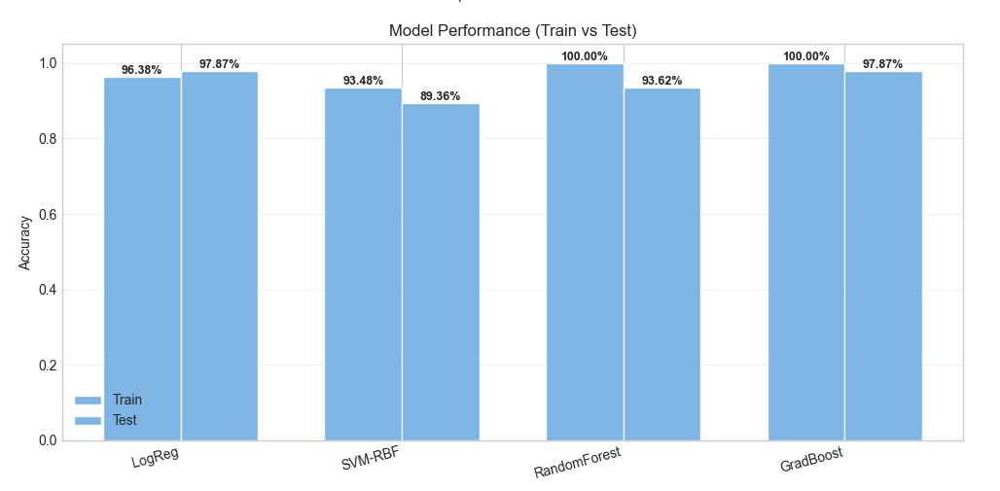 Model Performance (Train vs Test)
1.0
0.8
0.6
0.4
0.2
0.0
Accuracy
96.38%
97.87%
93.48%
89.36%
100.00%
93.62%
100.00%
97.87%
Train
Test
LogReg
SVM-RBF
RandomForest
GradBoost